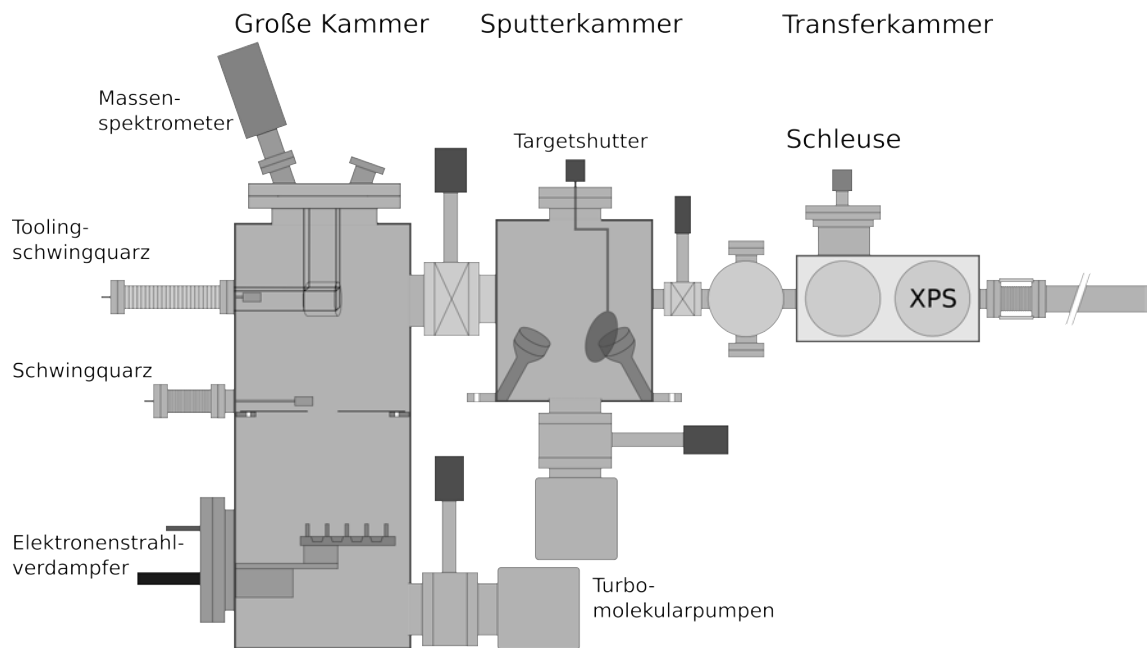 Große Kammer
Sputterkammer
Transferkammer
Massen-
spektrometer
Targetshutter
Schleuse
Tooling-
schwingquarz
XPS
Schwingquarz
Elektronenstrahl-
verdampfer
Turbo-
molekularpumpen